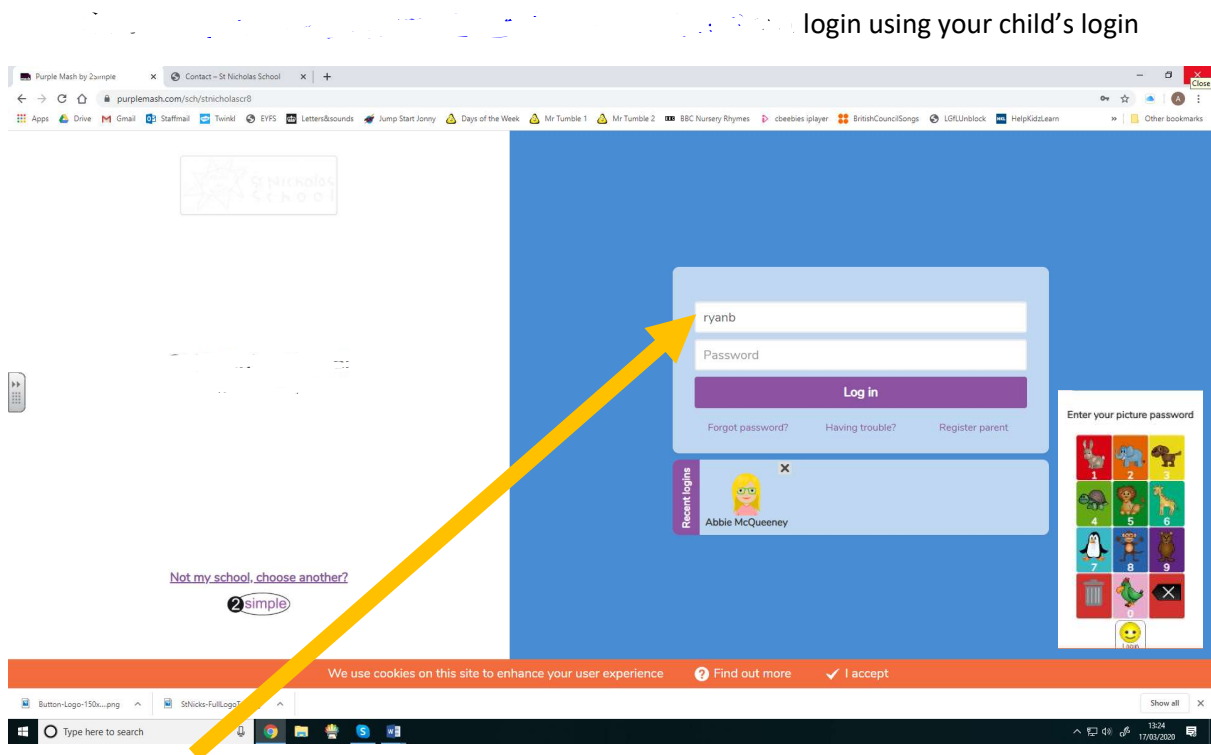 login using your child's login
Purple Mash by 2Simple
Contact – St Nicholas School
Close
purplemash.com/sch/stnicholascr8
A
Apps Drive Gmail Staffmail Twinkl EYFS Letters&sounds Jump Start Jonny Days of the Week Mr Tumble 1 Mr Tumble 2 BBC Nursery Rhymes cbeebies iplayer BritishCouncilSongs LGfLUnblock HelpKidzLearn » Other bookmarks
St Nicholas
School
ryanb
Password
Log in
Forgot password? Having trouble? Register parent
Recent logins
Abbie McQueeney
Enter your picture password
1 2 3
4 5 6
7 8 9
0
Login
Not my school, choose another?
2simple
We use cookies on this site to enhance your user experience Find out more I accept
Button-Logo-150x....png
Show all
Type here to search
13:24
17/03/2020